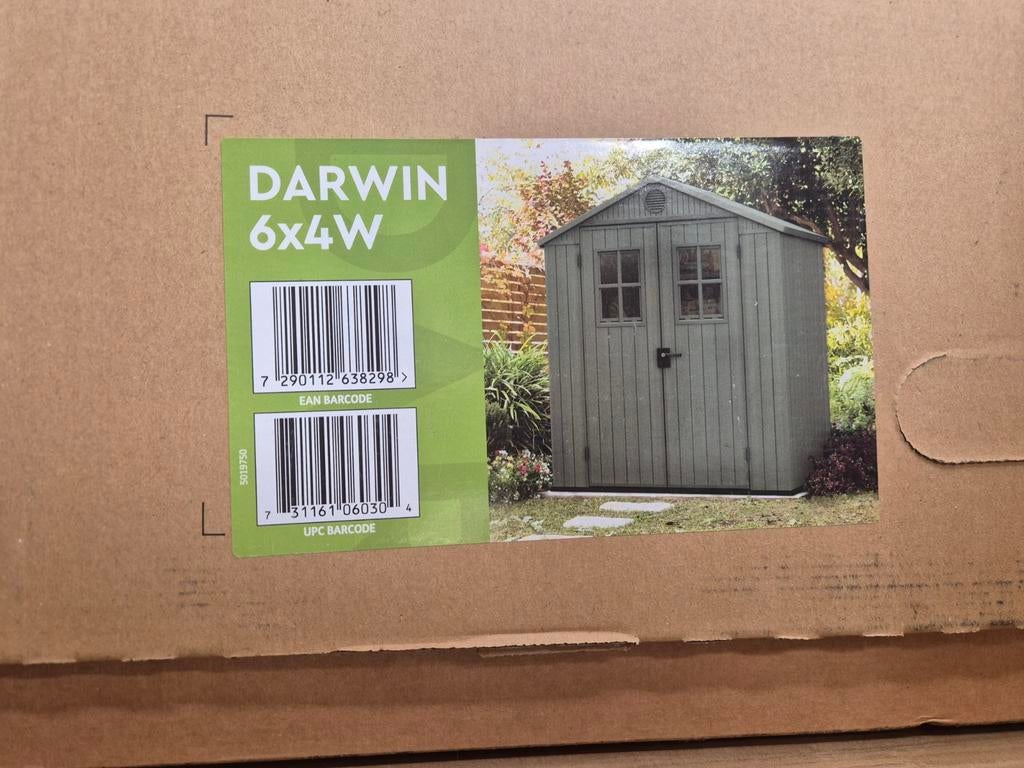 DARWIN
6x4W
7 290112 638298 >
EAN BARCODE
5019750
7 31161 06030 4
UPC BARCODE